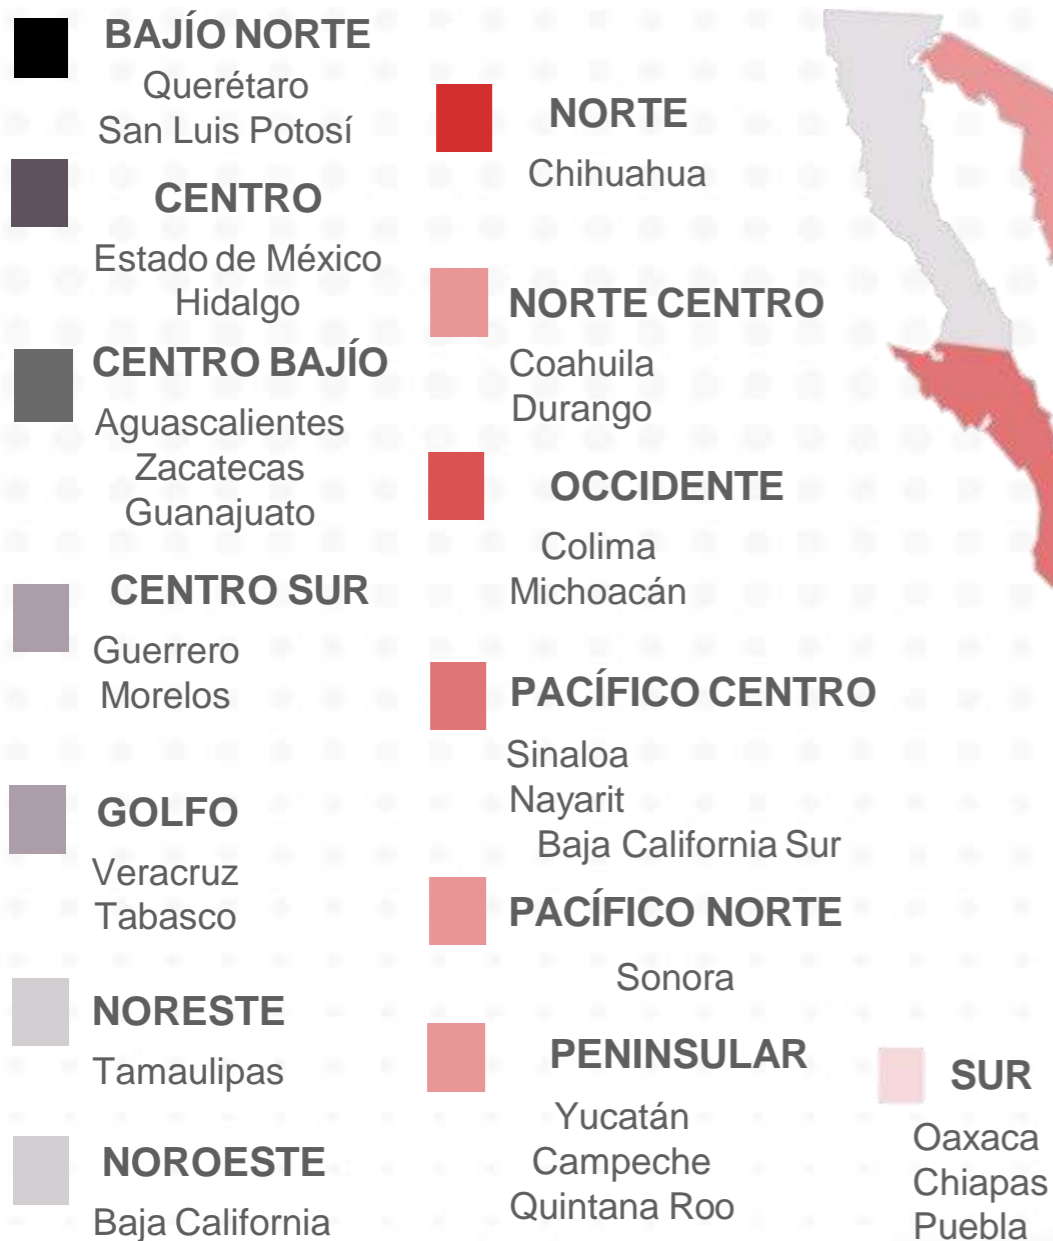 BAJÍO NORTE
Querétaro
San Luis Potosí
CENTRO
Estado de México
Hidalgo
CENTRO BAJÍO
Aguascalientes
Zacatecas
Guanajuato
CENTRO SUR
Guerrero
Morelos
GOLFO
Veracruz
Tabasco
NORESTE
Tamaulipas
NOROESTE
Baja California
NORTE
Chihuahua
NORTE CENTRO
Coahuila
Durango
OCCIDENTE
Colima
Michoacán
PACÍFICO CENTRO
Sinaloa
Nayarit
Baja California Sur
PACÍFICO NORTE
Sonora
PENINSULAR
Yucatán
Campeche
Quintana Roo
SUR
Oaxaca
Chiapas
Puebla